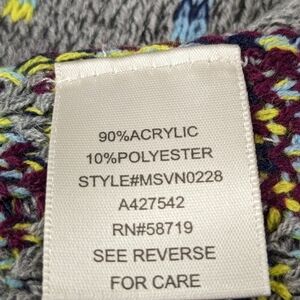 90%ACRYLIC
10%POLYESTER
STYLE#MSVN0228
A427542
RN#58719
SEE REVERSE
FOR CARE